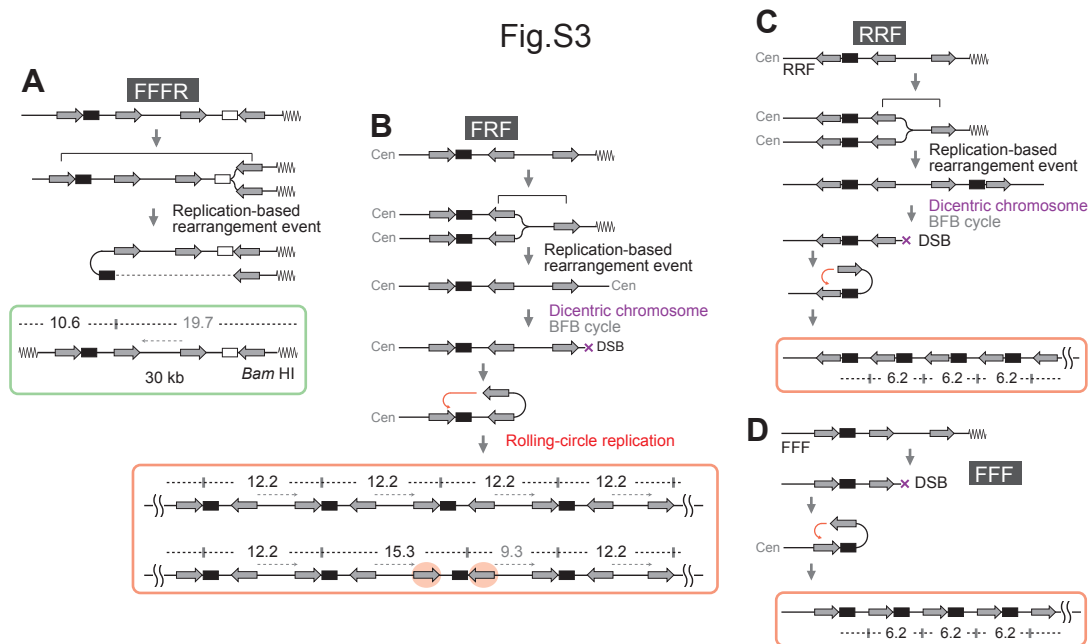 Fig.S3
A
FFFR
Replication-based
rearrangement event
10.6
19.7
30 kb
Bam HI
B
FRF
Cen
Cen
Cen
Replication-based
rearrangement event
Cen
Cen
Dicentric chromosome
BFB cycle
Cen
DSB
Cen
Rolling-circle replication
12.2 12.2 12.2 12.2
12.2 15.3 9.3 12.2
C
RRF
Cen
RRF
Cen
Cen
Replication-based
rearrangement event
Dicentric chromosome
BFB cycle
DSB
6.2 6.2 6.2
D
FFF
FFF
DSB
Cen
6.2 6.2 6.2